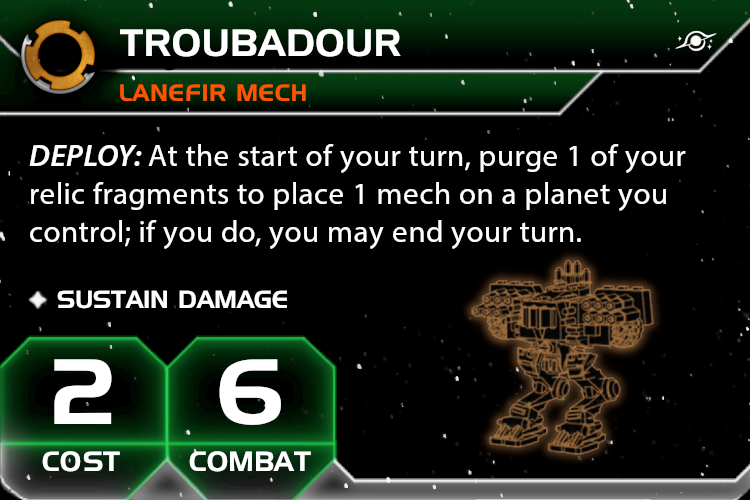 TROUBADOUR
LANEFIR MECH
DEPLOY: At the start of your turn, purge 1 of your
relic fragments to place 1 mech on a planet you
control; if you do, you may end your turn.
SUSTAIN DAMAGE
2 6
COST COMBAT